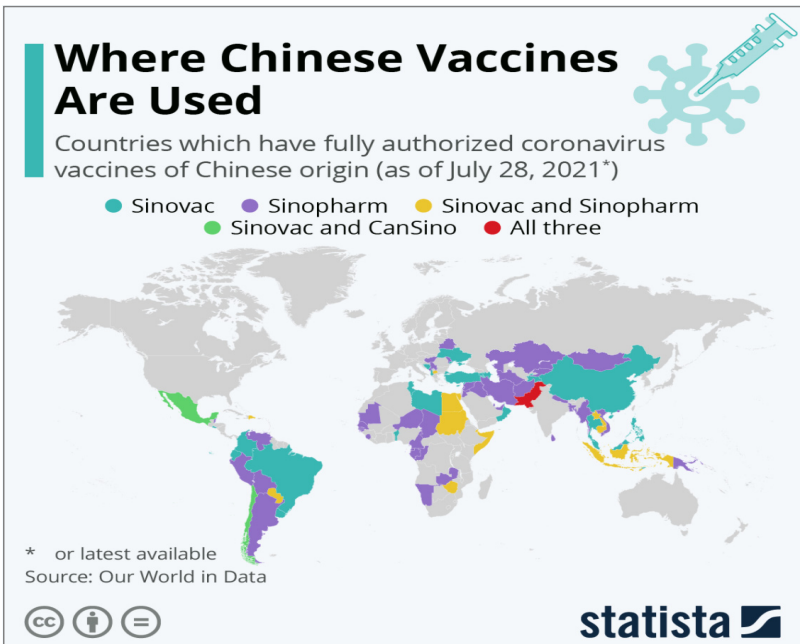 Where Chinese Vaccines
Are Used
Countries which have fully authorized coronavirus
vaccines of Chinese origin (as of July 28, 2021*)
Sinovac Sinopharm Sinovac and Sinopharm
Sinovac and CanSino All three
* or latest available
Source: Our World in Data
cc
statista